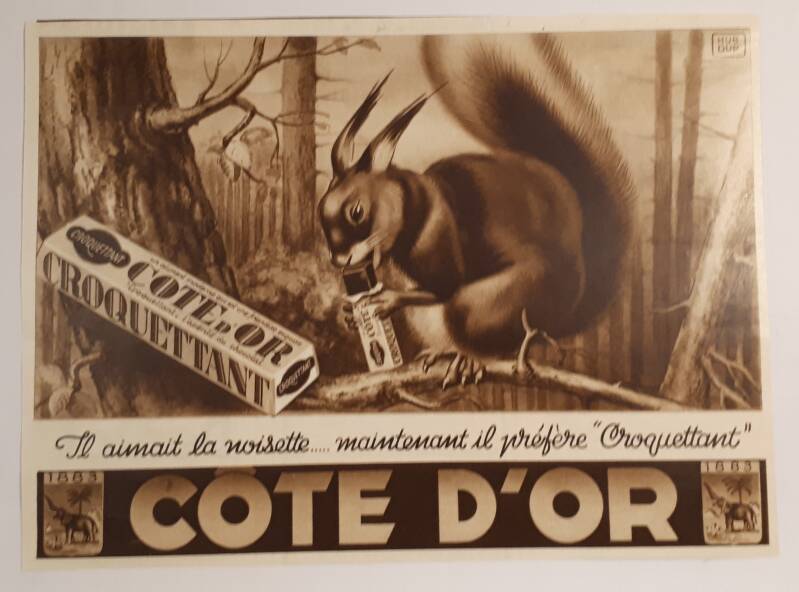 HUB
DUP
CROQUETTANT
CÔTE D'OR
CROQUETTANT
CROQUETTANT
CÔTE
Il aimait la noisette..... maintenant il préfère "Croquettant"
1883
CÔTE D'OR
1883